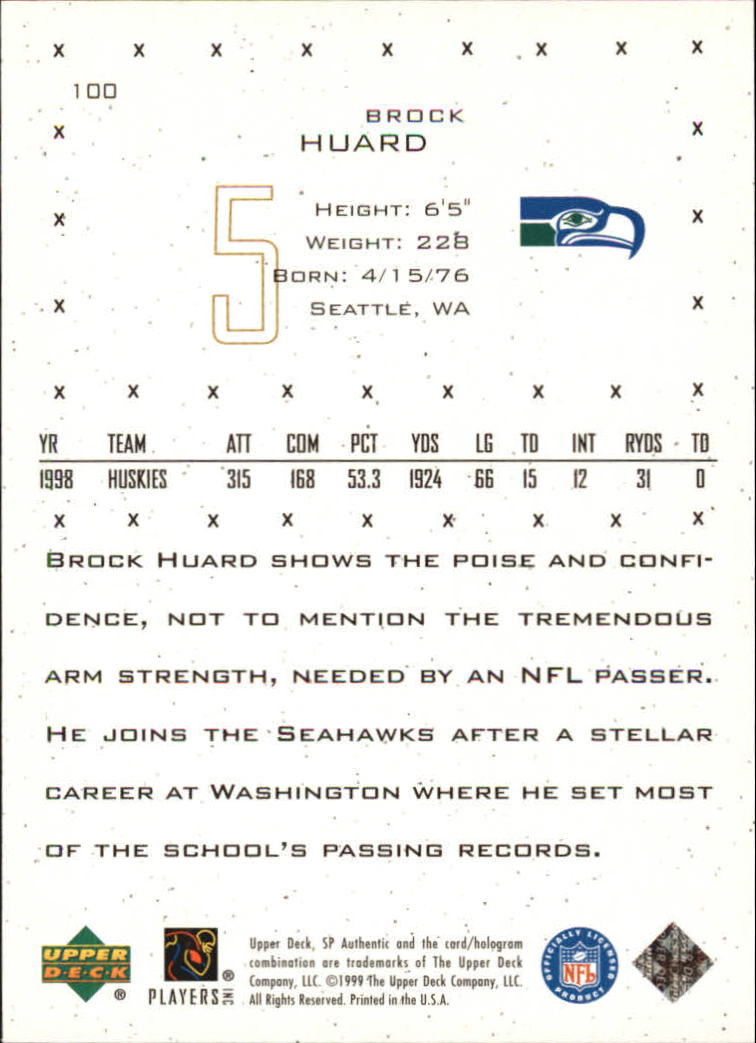 x x x x x x x x x
100
BROCK
x x
HUARD
5
HEIGHT: 6'5"
x x
WEIGHT: 228
BORN: 4/15/76
x x
SEATTLE, WA
x x x x x x x x x
YR TEAM ATT COM PCT YDS LG TD INT RYDS TD
1998 HUSKIES 315 168 53.3 1924 66 15 12 31 0
x x x x x x x x x
BROCK HUARD SHOWS THE POISE AND CONFI-
DENCE, NOT TO MENTION THE TREMENDOUS
ARM STRENGTH, NEEDED BY AN NFL PASSER.
HE JOINS THE SEAHAWKS AFTER A STELLAR
CAREER AT WASHINGTON WHERE HE SET MOST
OF THE SCHOOL'S PASSING RECORDS.
UPPER
D·E·C·K
®
PLAYERS INC ®
Upper Deck, SP Authentic and the card/hologram
combination are trademarks of The Upper Deck
Company, LLC. ©1999 The Upper Deck Company, LLC.
All Rights Reserved. Printed in the U.S.A.
OFFICIALLY LICENSED
NFL
PRODUCT